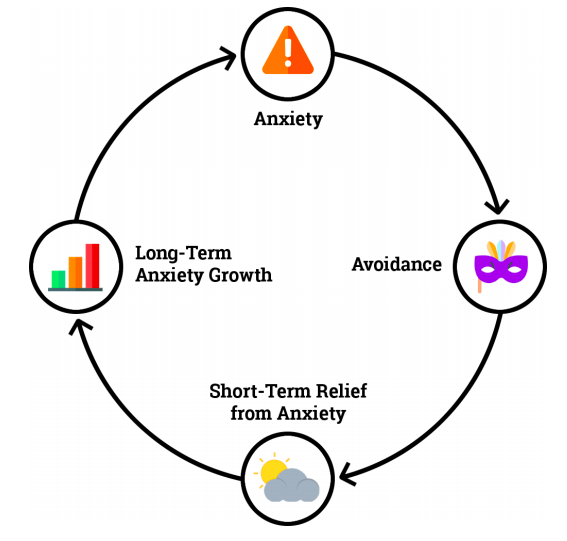 Anxiety
Long-Term
Anxiety Growth
Avoidance
Short-Term Relief
from Anxiety